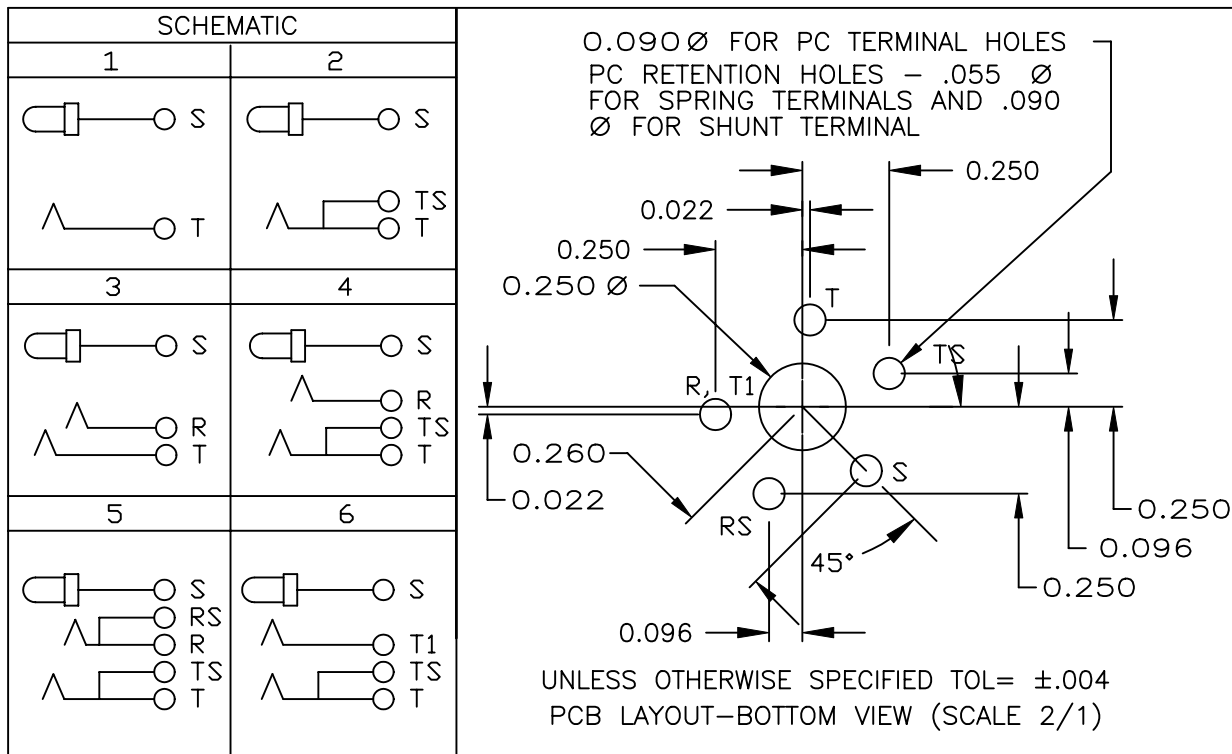 SCHEMATIC
1
2
S
T
S
TS
T
3
4
S
R
T
S
R
TS
T
5
6
S
RS
R
TS
T
S
T1
TS
T
0.090Ø FOR PC TERMINAL HOLES
PC RETENTION HOLES – .055 Ø
FOR SPRING TERMINALS AND .090
Ø FOR SHUNT TERMINAL
0.250
0.022
0.250
0.250 Ø
T
TS
R, T1
0.260
0.022
S
RS
45°
0.250
0.096
0.250
0.096
UNLESS OTHERWISE SPECIFIED TOL= ±.004
PCB LAYOUT–BOTTOM VIEW (SCALE 2/1)